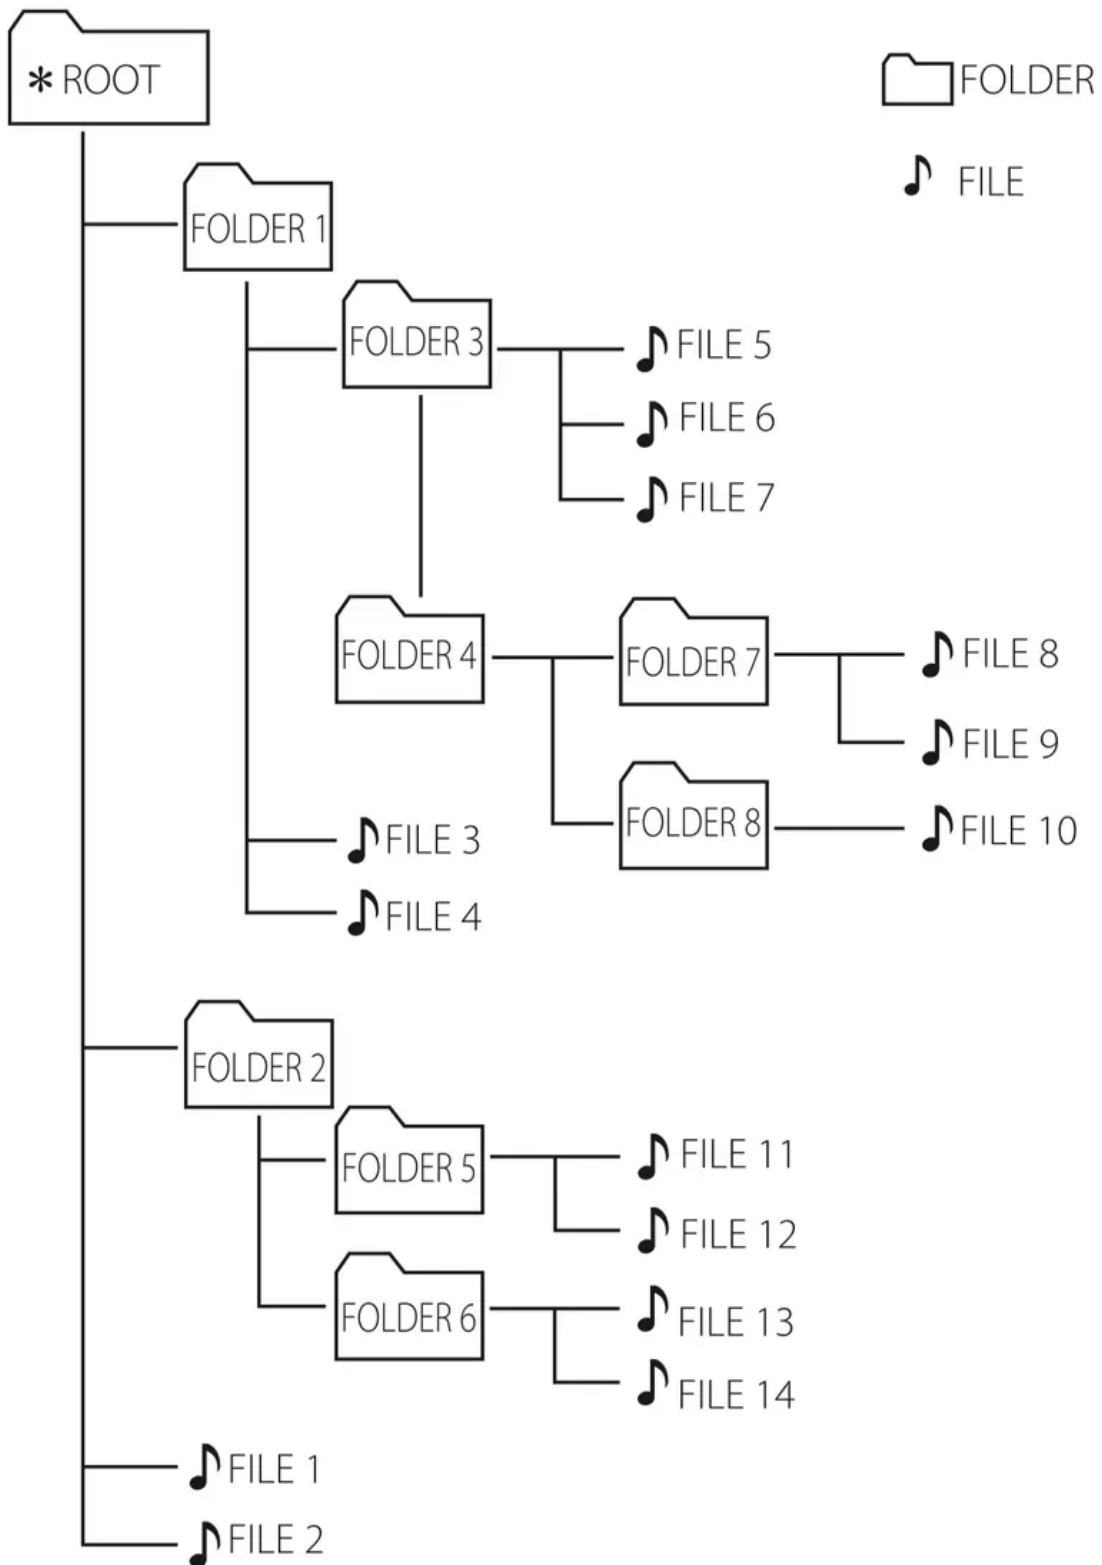 * ROOT
FOLDER
FILE
FOLDER 1
FOLDER 3
FILE 5
FILE 6
FILE 7
FOLDER 4
FOLDER 7
FILE 8
FILE 9
FOLDER 8
FILE 10
FILE 3
FILE 4
FOLDER 2
FOLDER 5
FILE 11
FILE 12
FOLDER 6
FILE 13
FILE 14
FILE 1
FILE 2